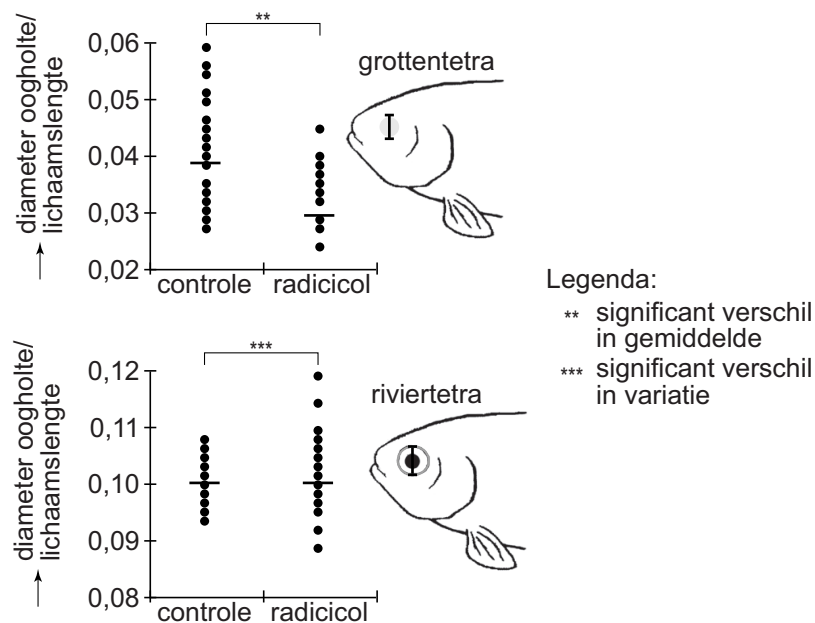 **
0,06
0,05
0,04
0,03
0,02
diameter oogholte/
lichaamslengte
grottentetra
controle radicicol
Legenda:
** significant verschil
in gemiddelde
*** significant verschil
in variatie
***
0,12
0,11
0,10
0,09
0,08
diameter oogholte/
lichaamslengte
riviertetra
controle radicicol